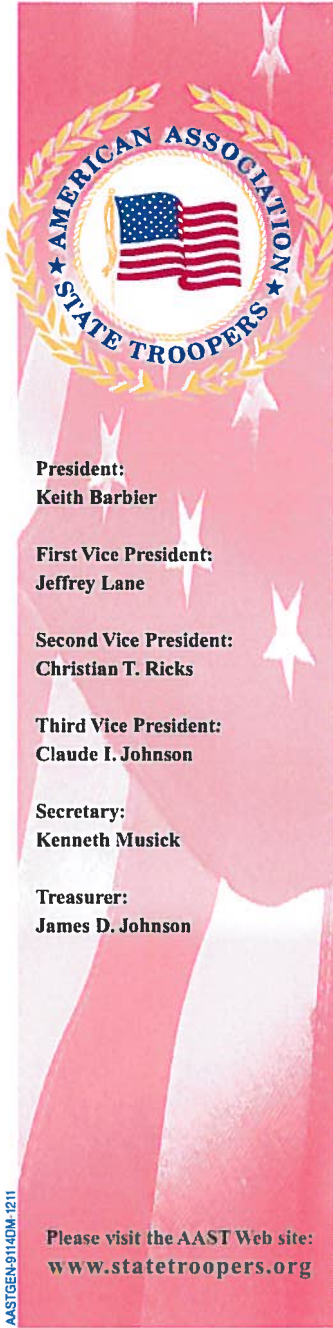 AMERICAN ASSOCIATION
★ STATE TROOPERS ★
President:
Keith Barbier
First Vice President:
Jeffrey Lane
Second Vice President:
Christian T. Ricks
Third Vice President:
Claude I. Johnson
Secretary:
Kenneth Musick
Treasurer:
James D. Johnson
AASTGEN-9114DM-1211
Please visit the AAST Web site:
www.statetroopers.org